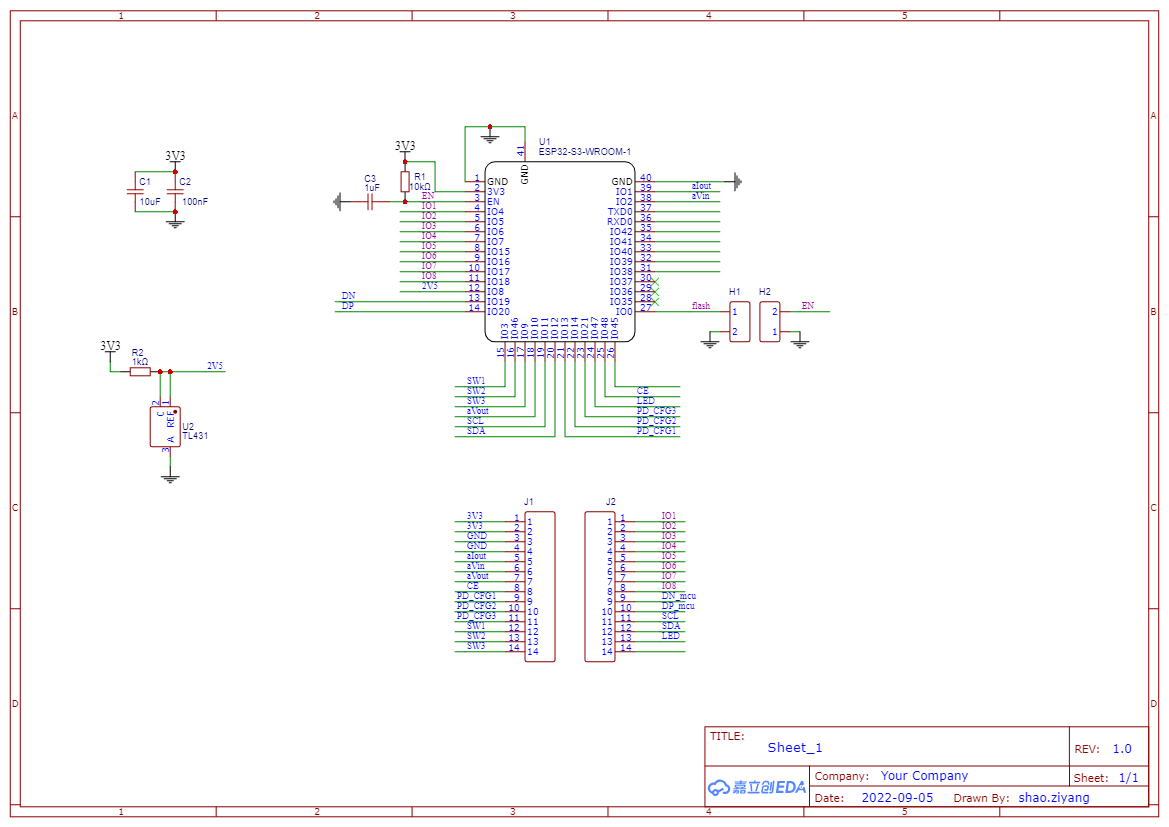 1 2 3 4 5
A A
B B
C C
D D
3V3
C1
10uF
C2
100nF
3V3
R1
10kΩ
C3
1uF
U1
ESP32-S3-WROOM-1
41
GND
1 GND
2 3V3
EN 3 EN
IO1 4 IO4
IO2 5 IO5
IO3 6 IO6
IO4 7 IO7
IO5 8 IO15
IO6 9 IO16
IO7 10 IO17
IO8 11 IO18
2V5 12 IO8
DN 13 IO19
DP 14 IO20
GND 40
IO1 39 aIout
IO2 38 aVin
TXD0 37
RXD0 36
IO42 35
IO41 34
IO40 33
IO39 32
IO38 31
IO37 30
IO36 29
IO35 28
IO0 27 flash
IO3 IO46 IO9 IO10 IO11 IO12 IO13 IO14 IO21 IO47 IO48 IO45
15 16 17 18 19 20 21 22 23 24 25 26
SW1
SW2
SW3
aVout
SCL
SDA
CE
LED
PD_CFG3
PD_CFG2
PD_CFG1
H1
1
2
H2
2 EN
1
3V3
R2
1kΩ
2V5
2 1
C REF
A
3
U2
TL431
J1
3V3 1 1
3V3 2 2
GND 3 3
GND 4 4
aIout 5 5
aVin 6 6
aVout 7 7
CE 8 8
PD_CFG1 9 9
PD_CFG2 10 10
PD_CFG3 11 11
SW1 12 12
SW2 13 13
SW3 14 14
J2
1 1 IO1
2 2 IO2
3 3 IO3
4 4 IO4
5 5 IO5
6 6 IO6
7 7 IO7
8 8 IO8
9 9 DN_mcu
10 10 DP_mcu
11 11 SCL
12 12 SDA
13 13 LED
14 14
TITLE:
Sheet_1
REV: 1.0
嘉立创EDA
Company: Your Company
Sheet: 1/1
Date: 2022-09-05 Drawn By: shao.ziyang
1 2 3 4 5